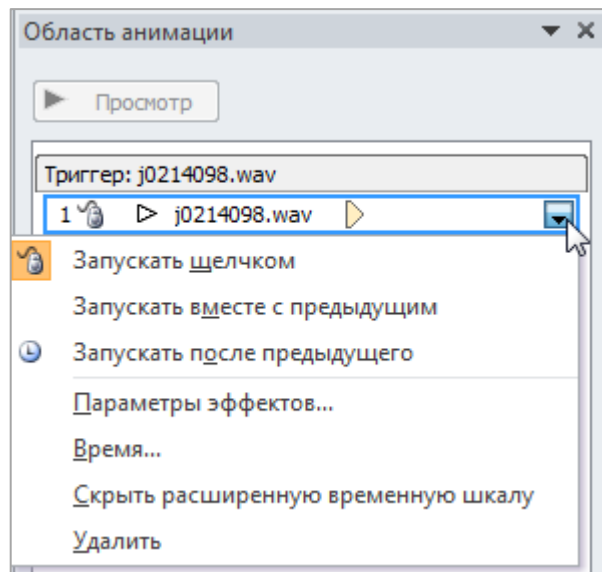 Область анимации
Просмотр
Триггер: j0214098.wav
1 j0214098.wav
Запускать щелчком
Запускать вместе с предыдущим
Запускать после предыдущего
Параметры эффектов...
Время...
Скрыть расширенную временную шкалу
Удалить